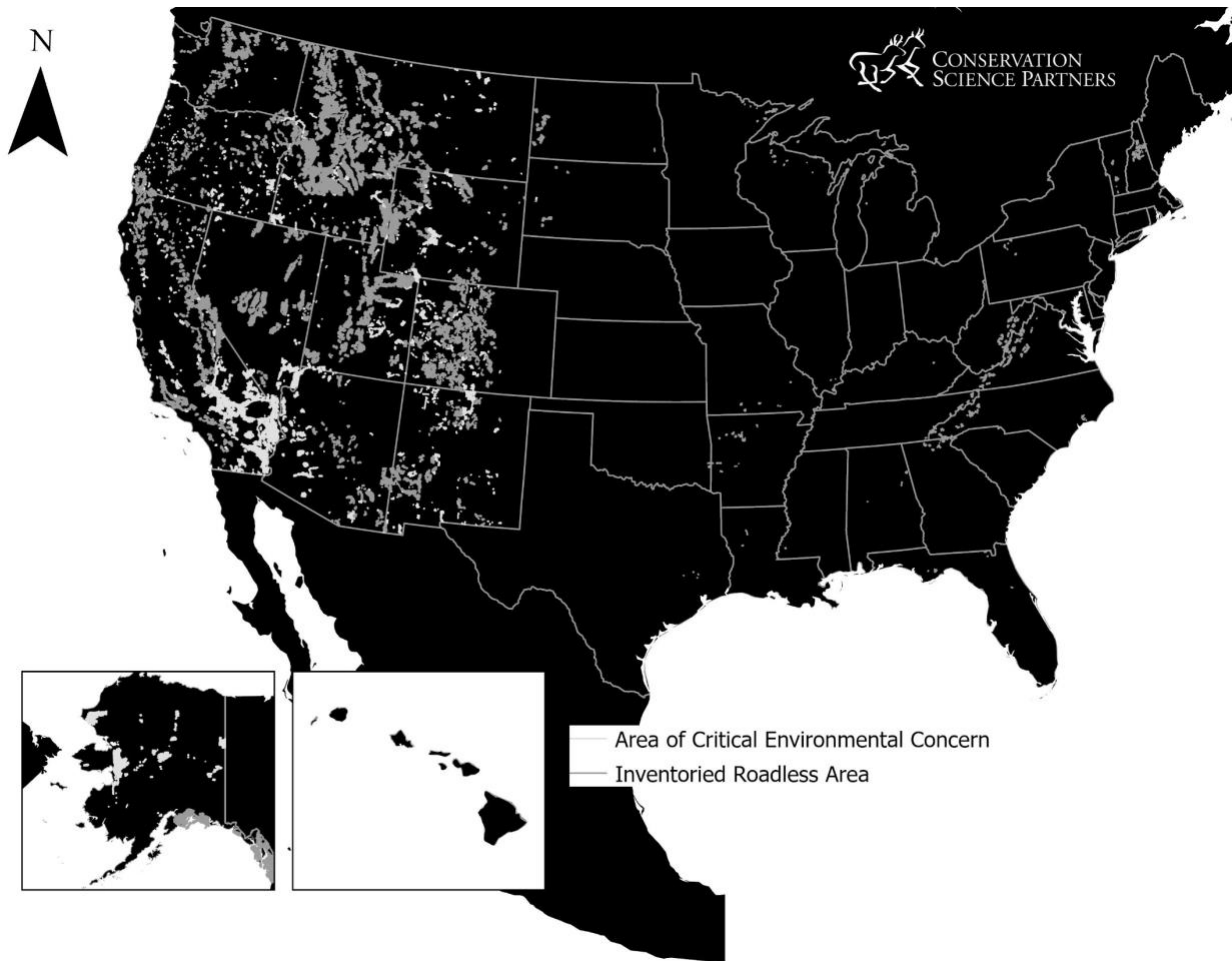 N
CONSERVATION
SCIENCE PARTNERS
Area of Critical Environmental Concern
Inventoried Roadless Area